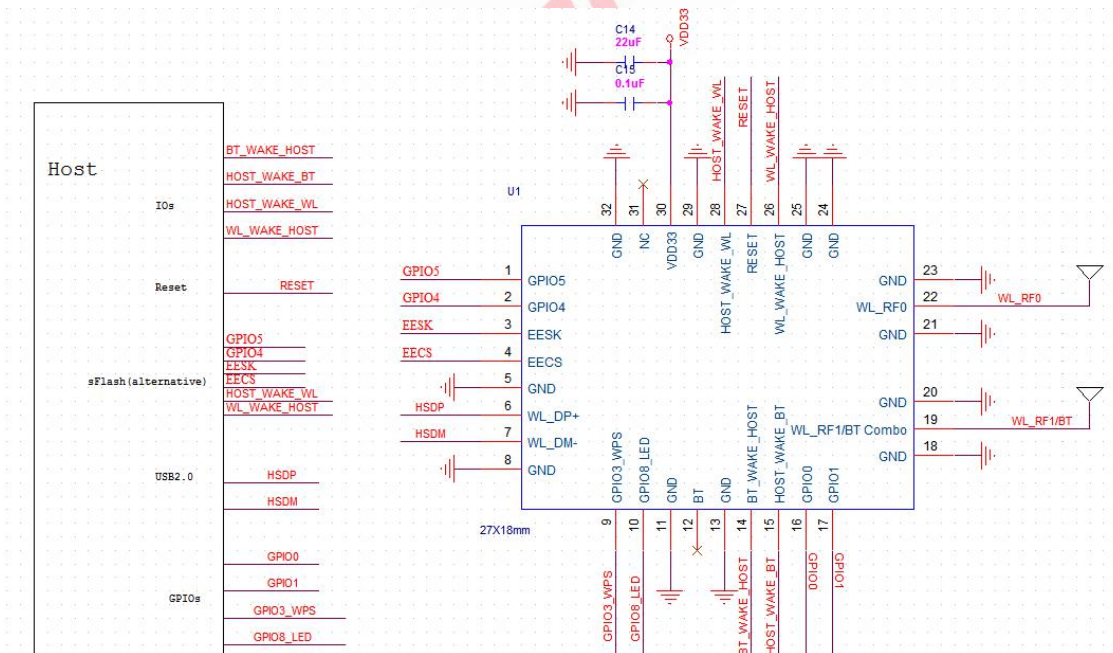 VDD33
C14
22uF
C15
0.1uF
HOST_WAKE_WL
RESET
WL_WAKE_HOST
Host
BT_WAKE_HOST
HOST_WAKE_BT
IOs
HOST_WAKE_WL
WL_WAKE_HOST
Reset
RESET
GPIO5
GPIO4
EESK
sFlash(alternative)
EECS
HOST_WAKE_WL
WL_WAKE_HOST
USB2.0
HSDP
HSDM
GPIO0
GPIO1
GPIOs
GPIO3_WPS
GPIO8_LED
U1
32
31
30
29
28
27
26
25
24
GND
NC
VDD33
GND
HOST_WAKE_WL
RESET
WL_WAKE_HOST
GND
GND
GPIO5 1 GPIO5
GPIO4 2 GPIO4
EESK 3 EESK
EECS 4 EECS
5 GND
HSDP 6 WL_DP+
HSDM 7 WL_DM-
8 GND
GND 23
WL_RF0 22 WL_RF0
GND 21
GND 20
WL_RF1/BT Combo 19 WL_RF1/BT
GND 18
GPIO3_WPS
GPIO8_LED
GND
BT
GND
BT_WAKE_HOST
HOST_WAKE_BT
GPIO0
GPIO1
27X18mm
9
10
11
12
13
14
15
16
17
GPIO3_WPS
GPIO8_LED
BT_WAKE_HOST
HOST_WAKE_BT
GPIO0
GPIO1